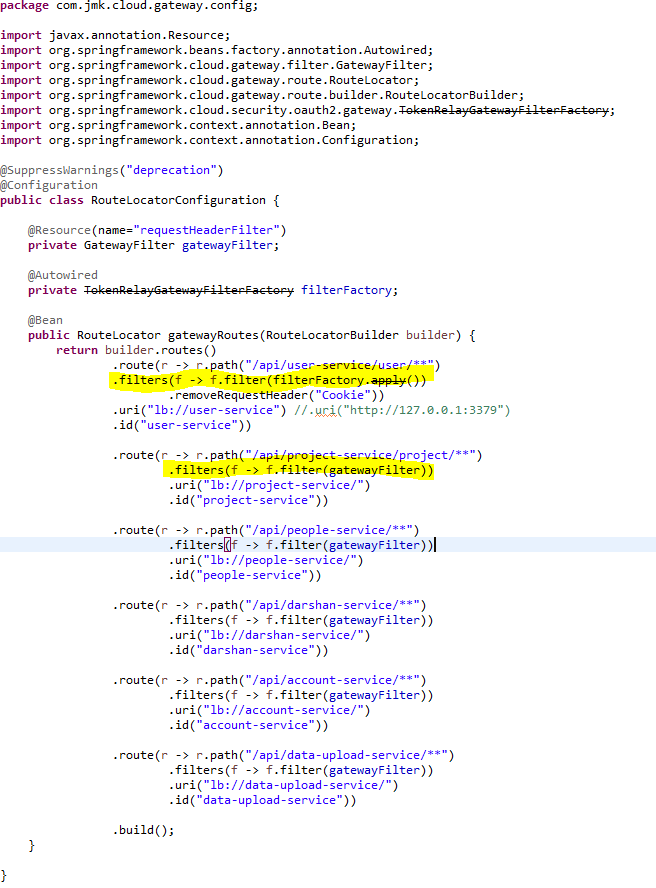 package com.jmk.cloud.gateway.config;
import javax.annotation.Resource;
import org.springframework.beans.factory.annotation.Autowired;
import org.springframework.cloud.gateway.filter.GatewayFilter;
import org.springframework.cloud.gateway.route.RouteLocator;
import org.springframework.cloud.gateway.route.builder.RouteLocatorBuilder;
import org.springframework.cloud.security.oauth2.gateway.TokenRelayGatewayFilterFactory;
import org.springframework.context.annotation.Bean;
import org.springframework.context.annotation.Configuration;
@SuppressWarnings("deprecation")
@Configuration
public class RouteLocatorConfiguration {
@Resource(name="requestHeaderFilter")
private GatewayFilter gatewayFilter;
@Autowired
private TokenRelayGatewayFilterFactory filterFactory;
@Bean
public RouteLocator gatewayRoutes(RouteLocatorBuilder builder) {
return builder.routes()
.route(r -> r.path("/api/user-service/user/**")
.filters(f -> f.filter(filterFactory.apply())
.removeRequestHeader("Cookie"))
.uri("lb://user-service") //.uri("http://127.0.0.1:3379")
.id("user-service"))
.route(r -> r.path("/api/project-service/project/**")
.filters(f -> f.filter(gatewayFilter))
.uri("lb://project-service/")
.id("project-service"))
.route(r -> r.path("/api/people-service/**")
.filters(f -> f.filter(gatewayFilter))
.uri("lb://people-service/")
.id("people-service"))
.route(r -> r.path("/api/darshan-service/**")
.filters(f -> f.filter(gatewayFilter))
.uri("lb://darshan-service/")
.id("darshan-service"))
.route(r -> r.path("/api/account-service/**")
.filters(f -> f.filter(gatewayFilter))
.uri("lb://account-service/")
.id("account-service"))
.route(r -> r.path("/api/data-upload-service/**")
.filters(f -> f.filter(gatewayFilter))
.uri("lb://data-upload-service/")
.id("data-upload-service"))
.build();
}
}